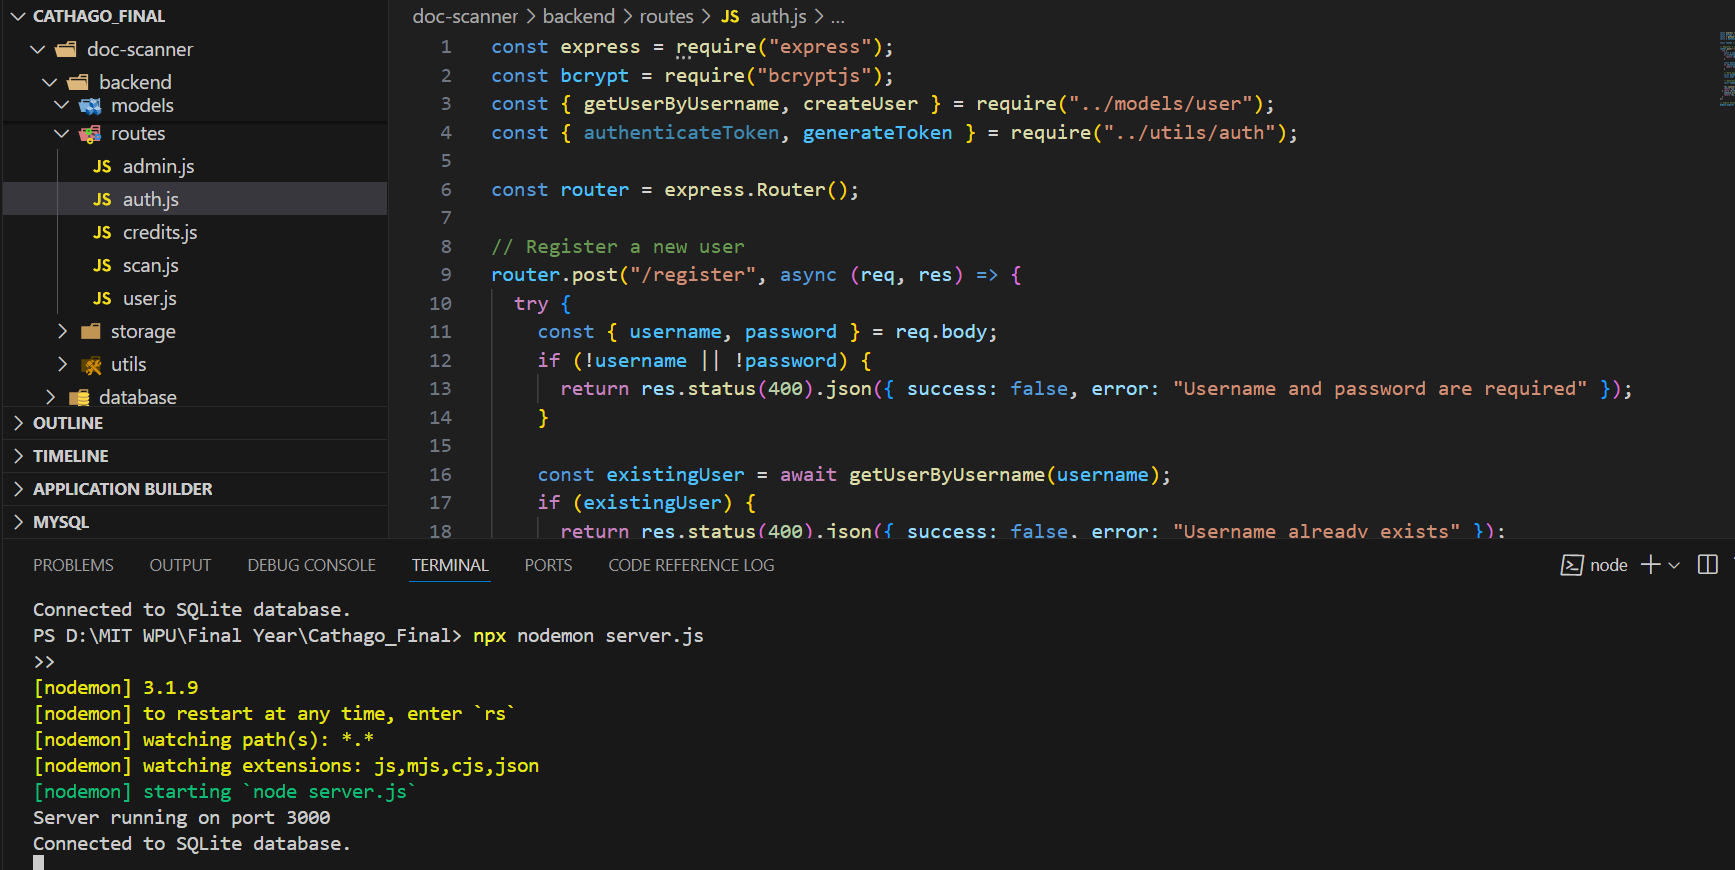 CATHAGO_FINAL
doc-scanner
backend
models
routes
JS admin.js
JS auth.js
JS credits.js
JS scan.js
JS user.js
storage
utils
database
OUTLINE
TIMELINE
APPLICATION BUILDER
MYSQL
doc-scanner > backend > routes > JS auth.js > ...
1 const express = require("express");
2 const bcrypt = require("bcryptjs");
3 const { getUserByUsername, createUser } = require("../models/user");
4 const { authenticateToken, generateToken } = require("../utils/auth");
5
6 const router = express.Router();
7
8 // Register a new user
9 router.post("/register", async (req, res) => {
10 try {
11 const { username, password } = req.body;
12 if (!username || !password) {
13 return res.status(400).json({ success: false, error: "Username and password are required" });
14 }
15
16 const existingUser = await getUserByUsername(username);
17 if (existingUser) {
18 return res.status(400).json({ success: false, error: "Username already exists" });
PROBLEMS OUTPUT DEBUG CONSOLE TERMINAL PORTS CODE REFERENCE LOG node
Connected to SQLite database.
PS D:\MIT WPU\Final Year\Cathago_Final> npx nodemon server.js
>>
[nodemon] 3.1.9
[nodemon] to restart at any time, enter `rs`
[nodemon] watching path(s): *.*
[nodemon] watching extensions: js,mjs,cjs,json
[nodemon] starting `node server.js`
Server running on port 3000
Connected to SQLite database.